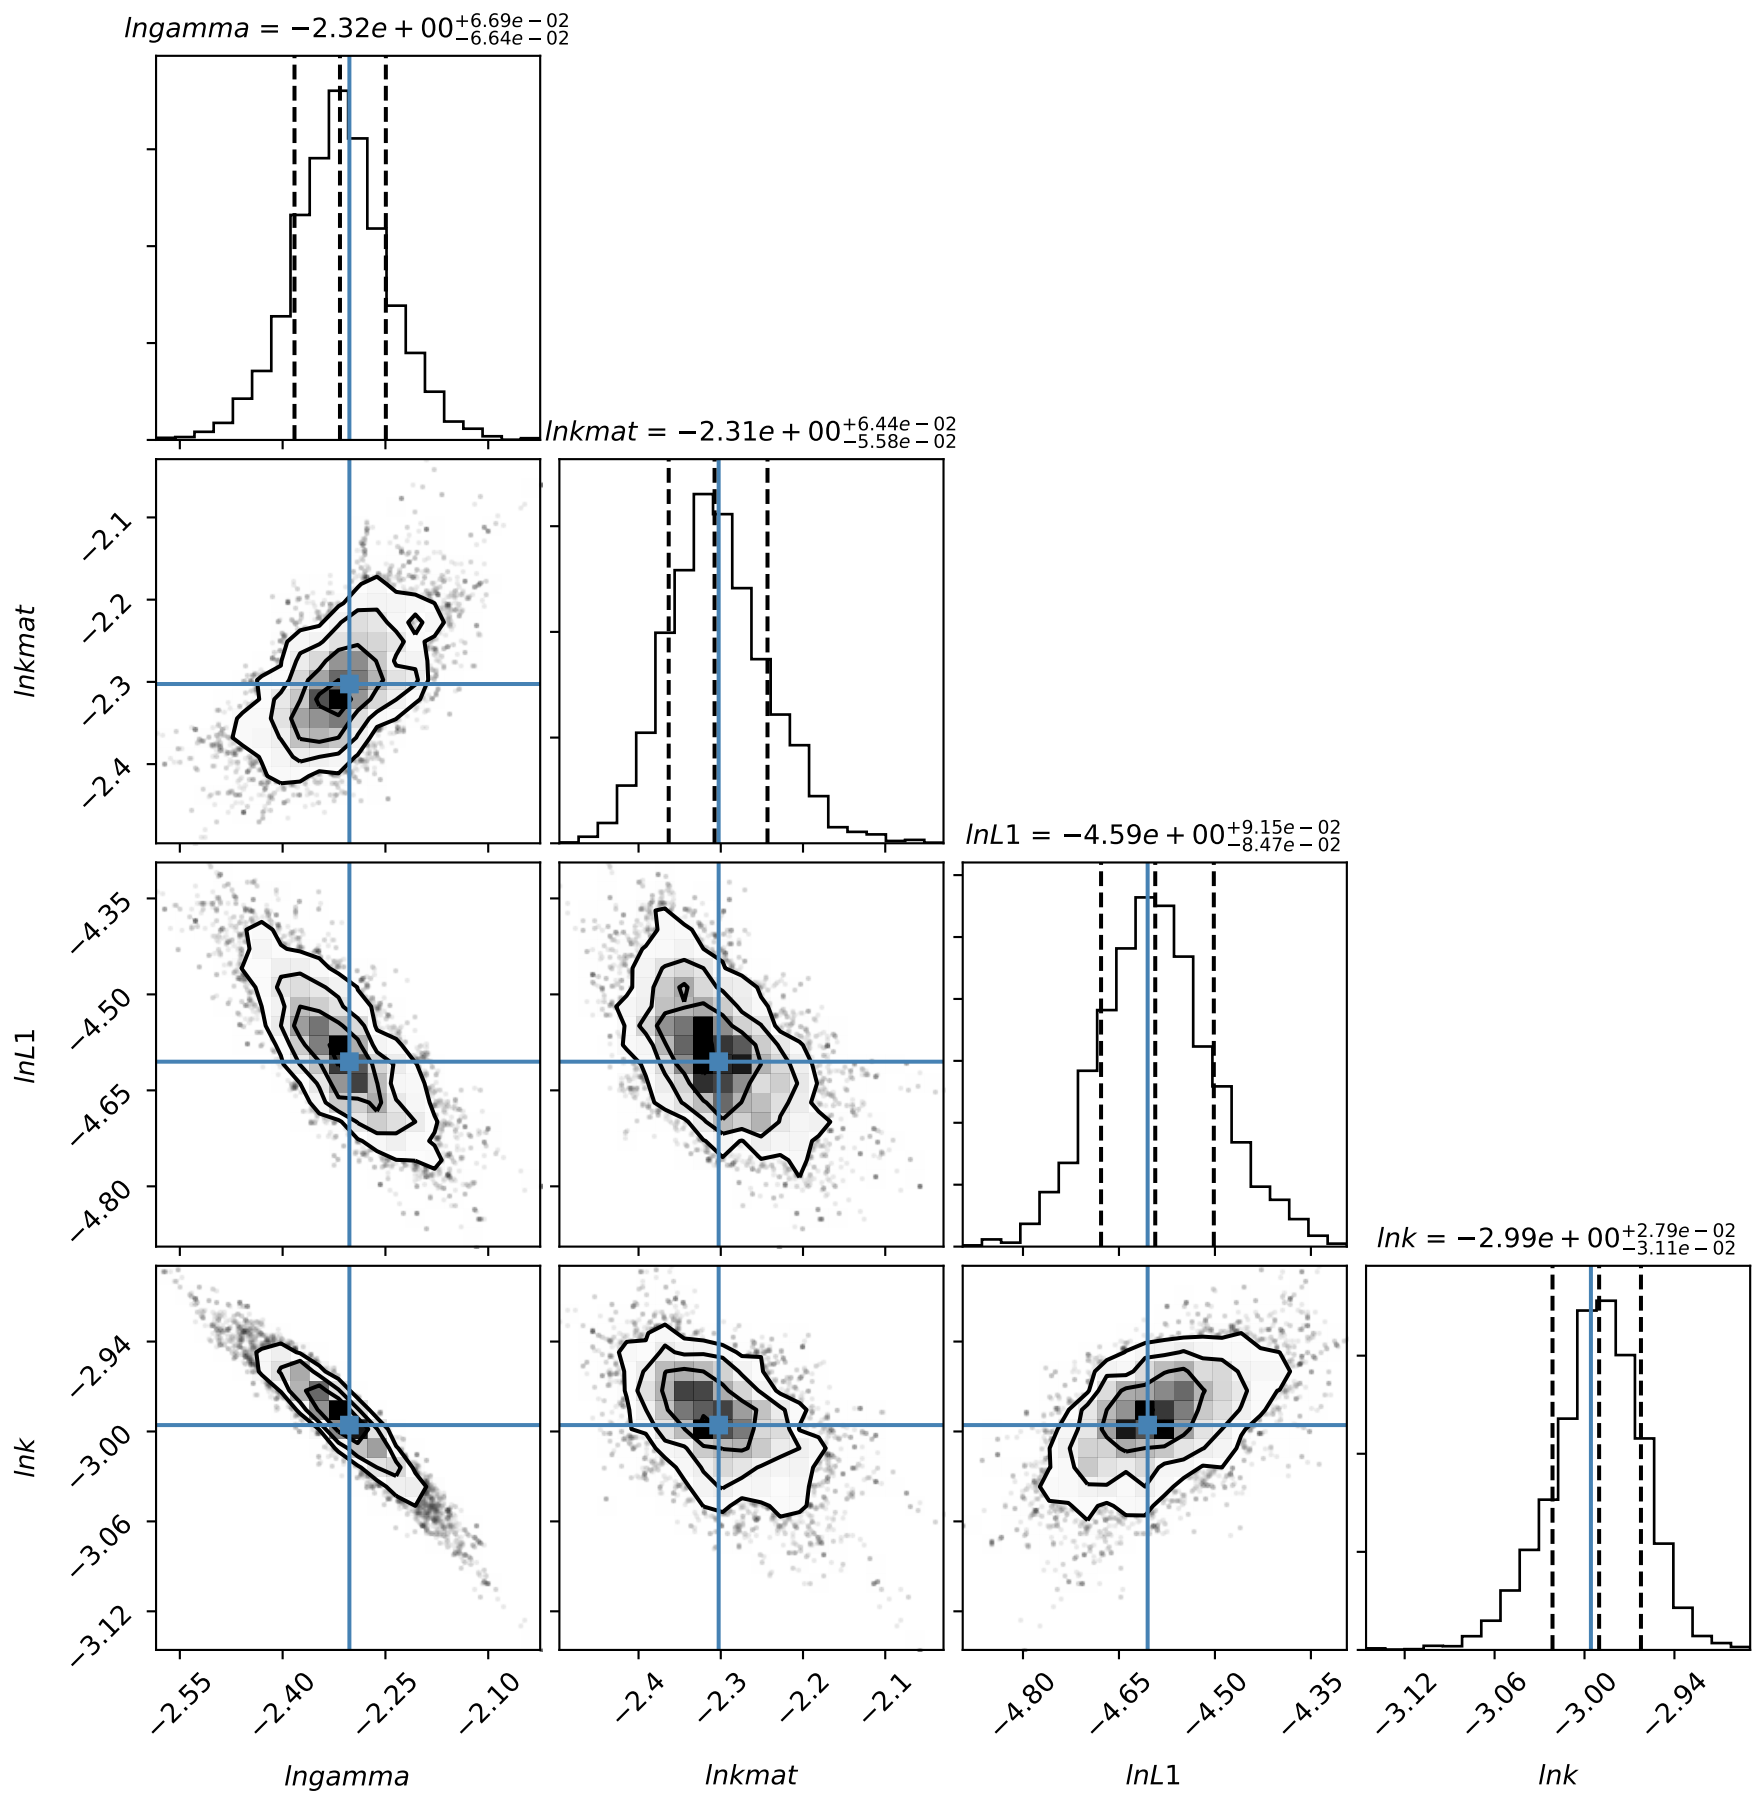 lngamma = −2.32e + 00 +6.69e − 02 −6.64e − 02
lnkmat = −2.31e + 00 +6.44e − 02 −5.58e − 02
−2.1
−2.2
−2.3
−2.4
lnkmat
lnL1 = −4.59e + 00 +9.15e − 02 −8.47e − 02
−4.35
−4.50
−4.65
−4.80
lnL1
lnk = −2.99e + 00 +2.79e − 02 −3.11e − 02
−2.94
−3.00
−3.06
−3.12
lnk
−2.55 −2.40 −2.25 −2.10 −2.4 −2.3 −2.2 −2.1 −4.80 −4.65 −4.50 −4.35 −3.12 −3.06 −3.00 −2.94
lngamma lnkmat lnL1 lnk